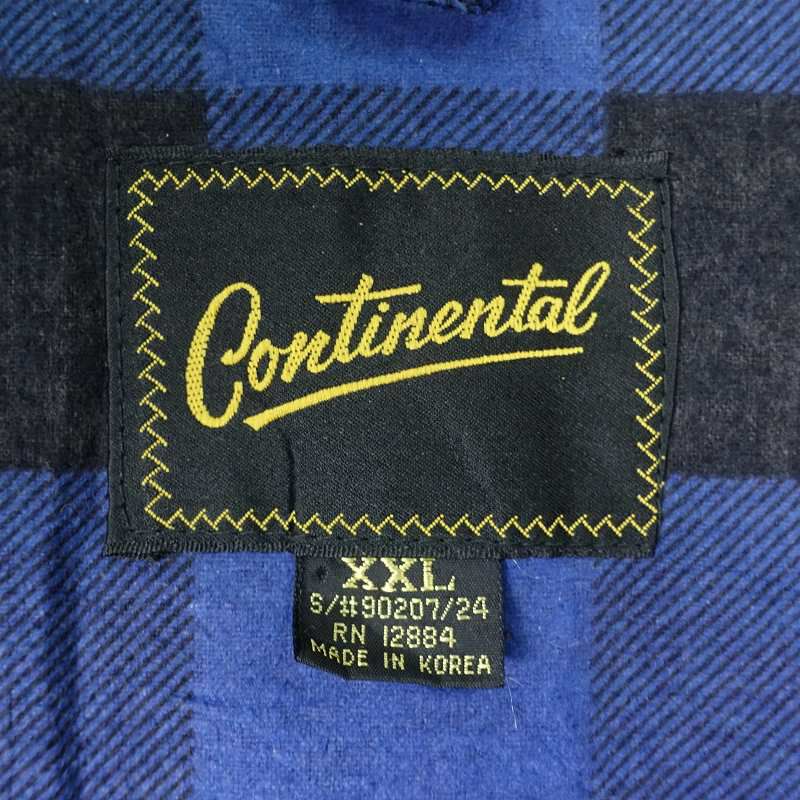 Continental
XXL
S/# 90207/24
RN 12884
MADE IN KOREA